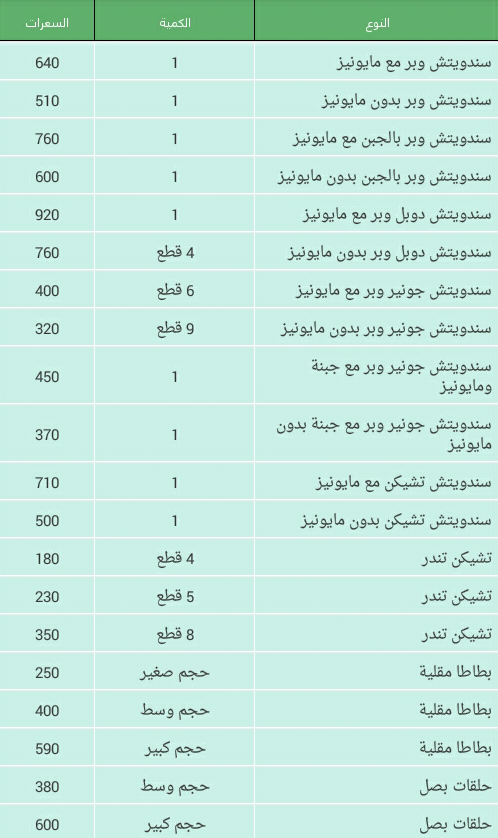 النوع الكمية السعرات
سندويتش وبر مع مايونيز 1 640
سندويتش وبر بدون مايونيز 1 510
سندويتش وبر بالجبن مع مايونيز 1 760
سندويتش وبر بالجبن بدون مايونيز 1 600
سندويتش دوبل وبر مع مايونيز 1 920
سندويتش دوبل وبر بدون مايونيز 4 قطع 760
سندويتش جونير وبر مع مايونيز 6 قطع 400
سندويتش جونير وبر بدون مايونيز 9 قطع 320
سندويتش جونير وبر مع جبنة
ومايونيز 1 450
سندويتش جونير وبر مع جبنة بدون
مايونيز 1 370
سندويتش تشيكن مع مايونيز 1 710
سندويتش تشيكن بدون مايونيز 1 500
تشيكن تندر 4 قطع 180
تشيكن تندر 5 قطع 230
تشيكن تندر 8 قطع 350
بطاطا مقلية حجم صغير 250
بطاطا مقلية حجم وسط 400
بطاطا مقلية حجم كبير 590
حلقات بصل حجم وسط 380
حلقات بصل حجم كبير 600